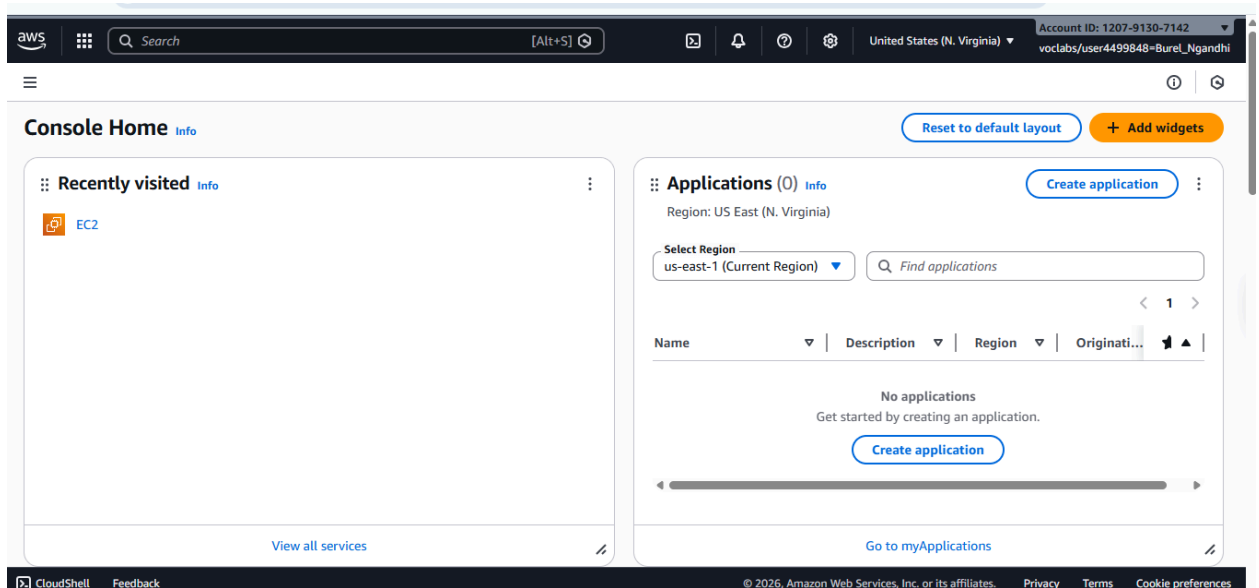 aws
Search [Alt+S]
United States (N. Virginia)
Account ID: 1207-9130-7142
voclabs/user4499848=Burel_Ngandhi
Console Home Info
Reset to default layout
+ Add widgets
Recently visited Info
EC2
View all services
Applications (0) Info
Create application
Region: US East (N. Virginia)
Select Region
us-east-1 (Current Region)
Find applications
1
Name Description Region Originati...
No applications
Get started by creating an application.
Create application
Go to myApplications
CloudShell Feedback © 2026, Amazon Web Services, Inc. or its affiliates. Privacy Terms Cookie preferences